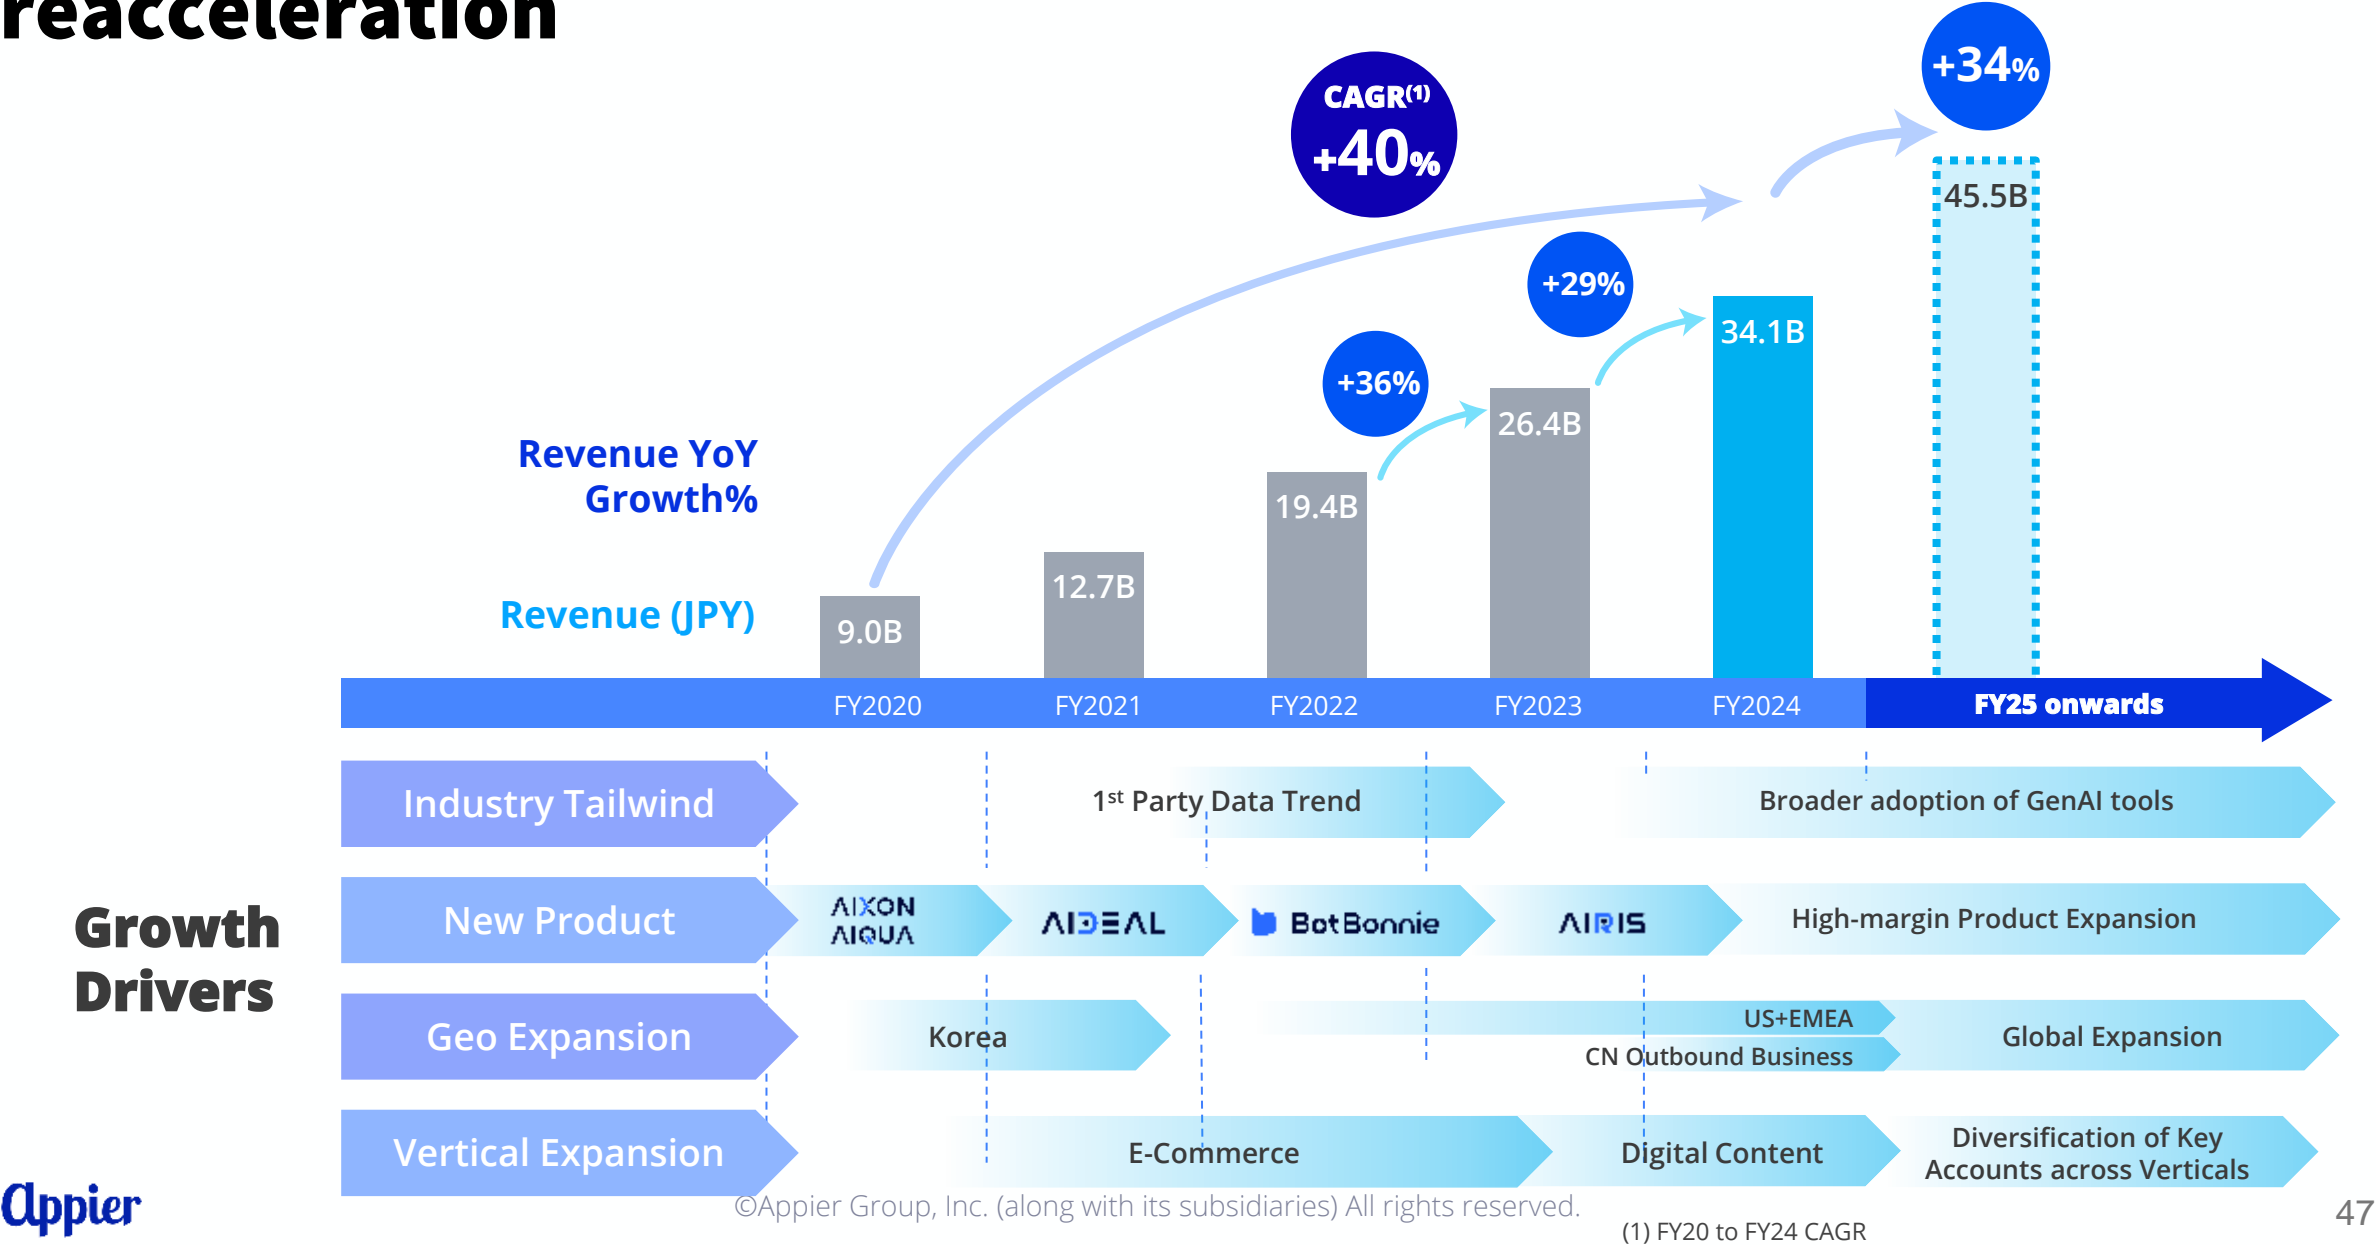 reacceleration
+34%
CAGR(1)
+40%
45.5B
+29%
34.1B
+36%
26.4B
Revenue YoY
Growth%
19.4B
12.7B
Revenue (JPY)
9.0B
FY2020
FY2021
FY2022
FY2023
FY2024
FY25 onwards
Growth
Drivers
Industry Tailwind
1st Party Data Trend
Broader adoption of GenAI tools
New Product
AIXON
AIQUA
AIDEAL
BotBonnie
AIRIS
High-margin Product Expansion
Geo Expansion
Korea
US+EMEA
CN Outbound Business
Global Expansion
Vertical Expansion
E-Commerce
Digital Content
Diversification of Key
Accounts across Verticals
Appier
©Appier Group, Inc. (along with its subsidiaries) All rights reserved.
(1) FY20 to FY24 CAGR
47